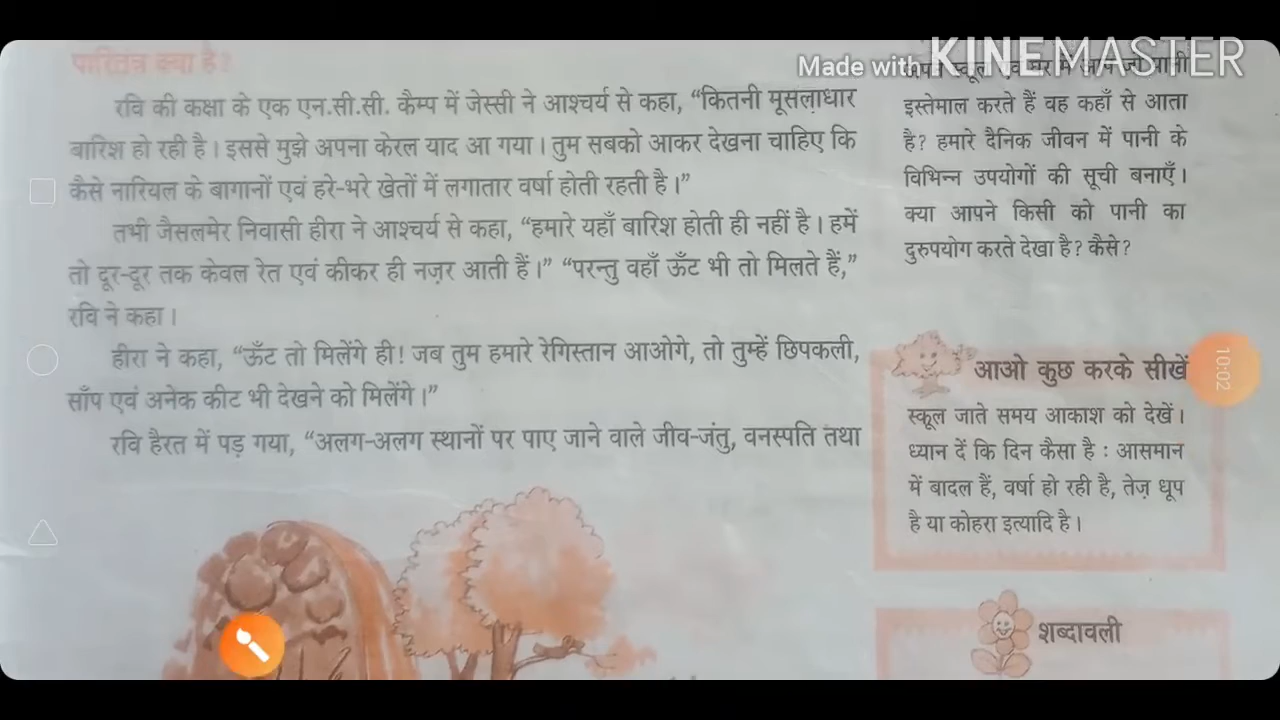 पारितंत्र क्या है?
रवि की कक्षा के एक एन.सी.सी. कैम्प में जेस्सी ने आश्चर्य से कहा, “कितनी मूसलाधार
बारिश हो रही है। इससे मुझे अपना केरल याद आ गया। तुम सबको आकर देखना चाहिए कि
कैसे नारियल के बागानों एवं हरे-भरे खेतों में लगातार वर्षा होती रहती है।”
तभी जैसलमेर निवासी हीरा ने आश्चर्य से कहा, “हमारे यहाँ बारिश होती ही नहीं है। हमें
तो दूर-दूर तक केवल रेत एवं कीकर ही नज़र आती हैं।” “परन्तु वहाँ ऊँट भी तो मिलते हैं,”
रवि ने कहा।
हीरा ने कहा, “ऊँट तो मिलेंगे ही! जब तुम हमारे रेगिस्तान आओगे, तो तुम्हें छिपकली,
साँप एवं अनेक कीट भी देखने को मिलेंगे।”
रवि हैरत में पड़ गया, “अलग-अलग स्थानों पर पाए जाने वाले जीव-जंतु, वनस्पति तथा
Made with KINEMASTER
इस्तेमाल करते हैं वह कहाँ से आता
है? हमारे दैनिक जीवन में पानी के
विभिन्न उपयोगों की सूची बनाएँ।
क्या आपने किसी को पानी का
दुरुपयोग करते देखा है? कैसे?
आओ कुछ करके सीखें
10:02
स्कूल जाते समय आकाश को देखें।
ध्यान दें कि दिन कैसा है : आसमान
में बादल हैं, वर्षा हो रही है, तेज़ धूप
है या कोहरा इत्यादि है।
शब्दावली